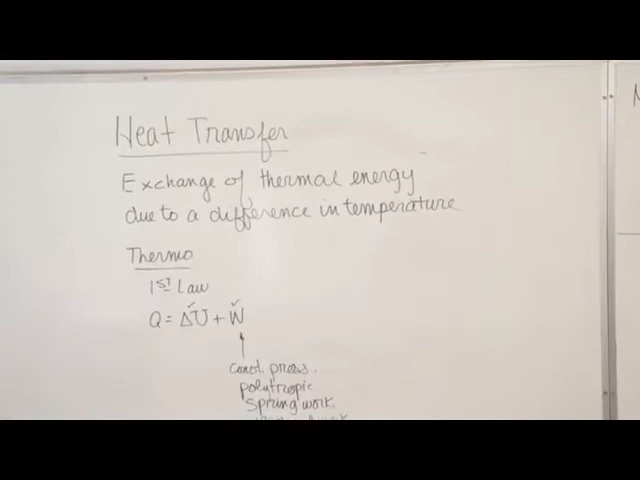 Heat Transfer
Exchange of thermal energy
due to a difference in temperature
Thermo
1ST Law
Q = ΔU + W
const. press.
polytropic
Spring work